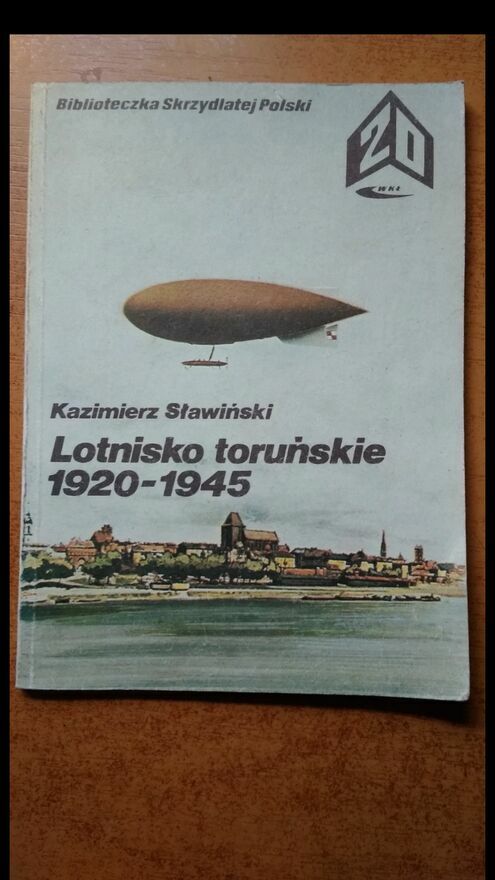 Biblioteczka Skrzydlatej Polski
20
WKŁ
Kazimierz Sławiński
Lotnisko toruńskie
1920-1945